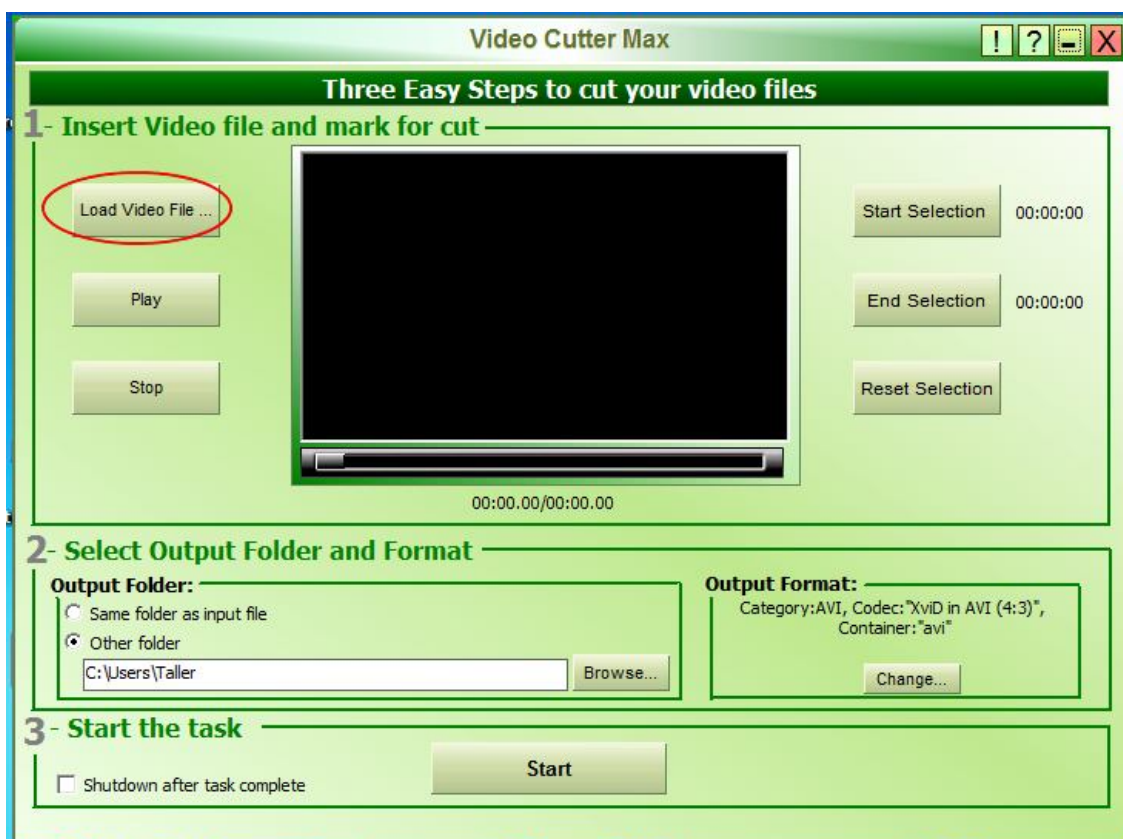 Video Cutter Max
! ? - X
Three Easy Steps to cut your video files
1- Insert Video file and mark for cut
Load Video File ...
Start Selection 00:00:00
Play
End Selection 00:00:00
Stop
Reset Selection
00:00.00/00:00.00
2- Select Output Folder and Format
Output Folder:
Same folder as input file
Other folder
C:\Users\Taller
Browse...
Output Format:
Category:AVI, Codec:"XviD in AVI (4:3)",
Container:"avi"
Change...
3- Start the task
Start
Shutdown after task complete